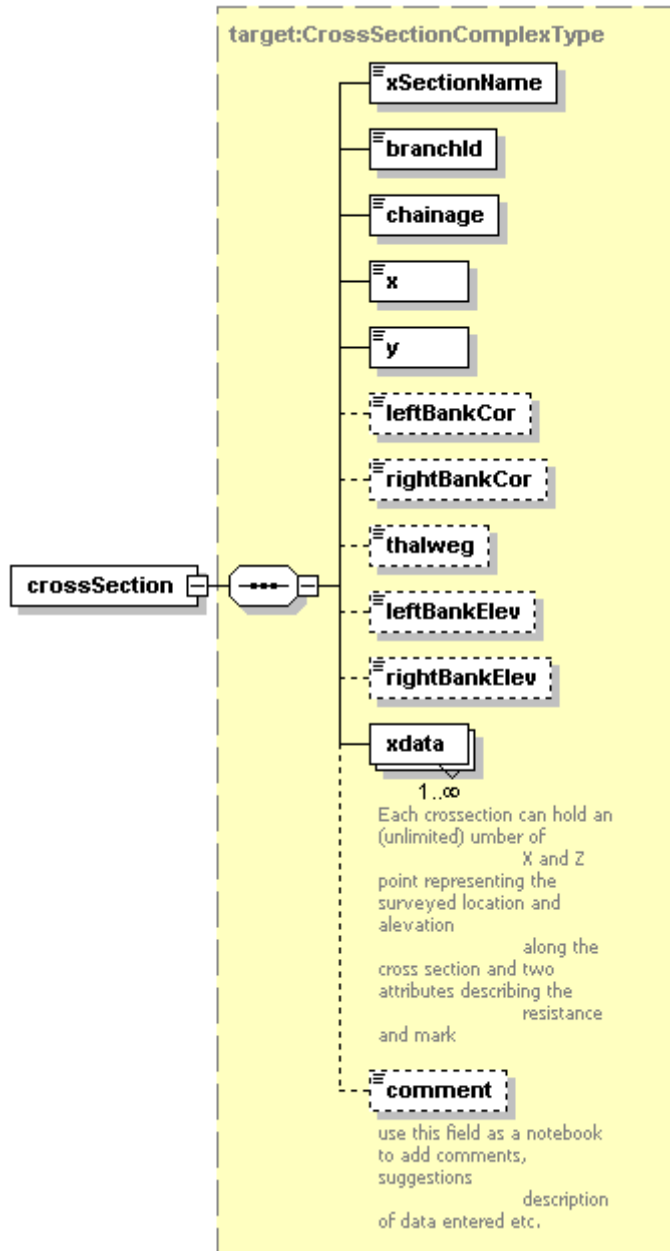 target:CrossSectionComplexType
xSectionName
branchId
chainage
x
y
leftBankCor
rightBankCor
thalweg
leftBankElev
crossSection
rightBankElev
xdata
1..∞
Each crossection can hold an
(unlimited) umber of
X and Z
point representing the
surveyed location and
alevation
along the
cross section and two
attributes describing the
resistance
and mark
comment
use this field as a notebook
to add comments,
suggestions
description
of data entered etc.